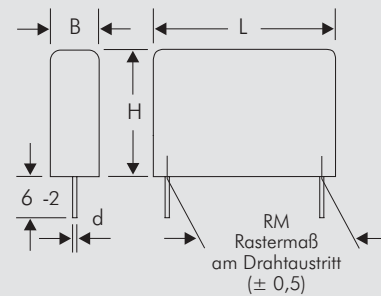 B
L
H
6 -2
d
RM
Rastermaß
am Drahtaustritt
(± 0,5)